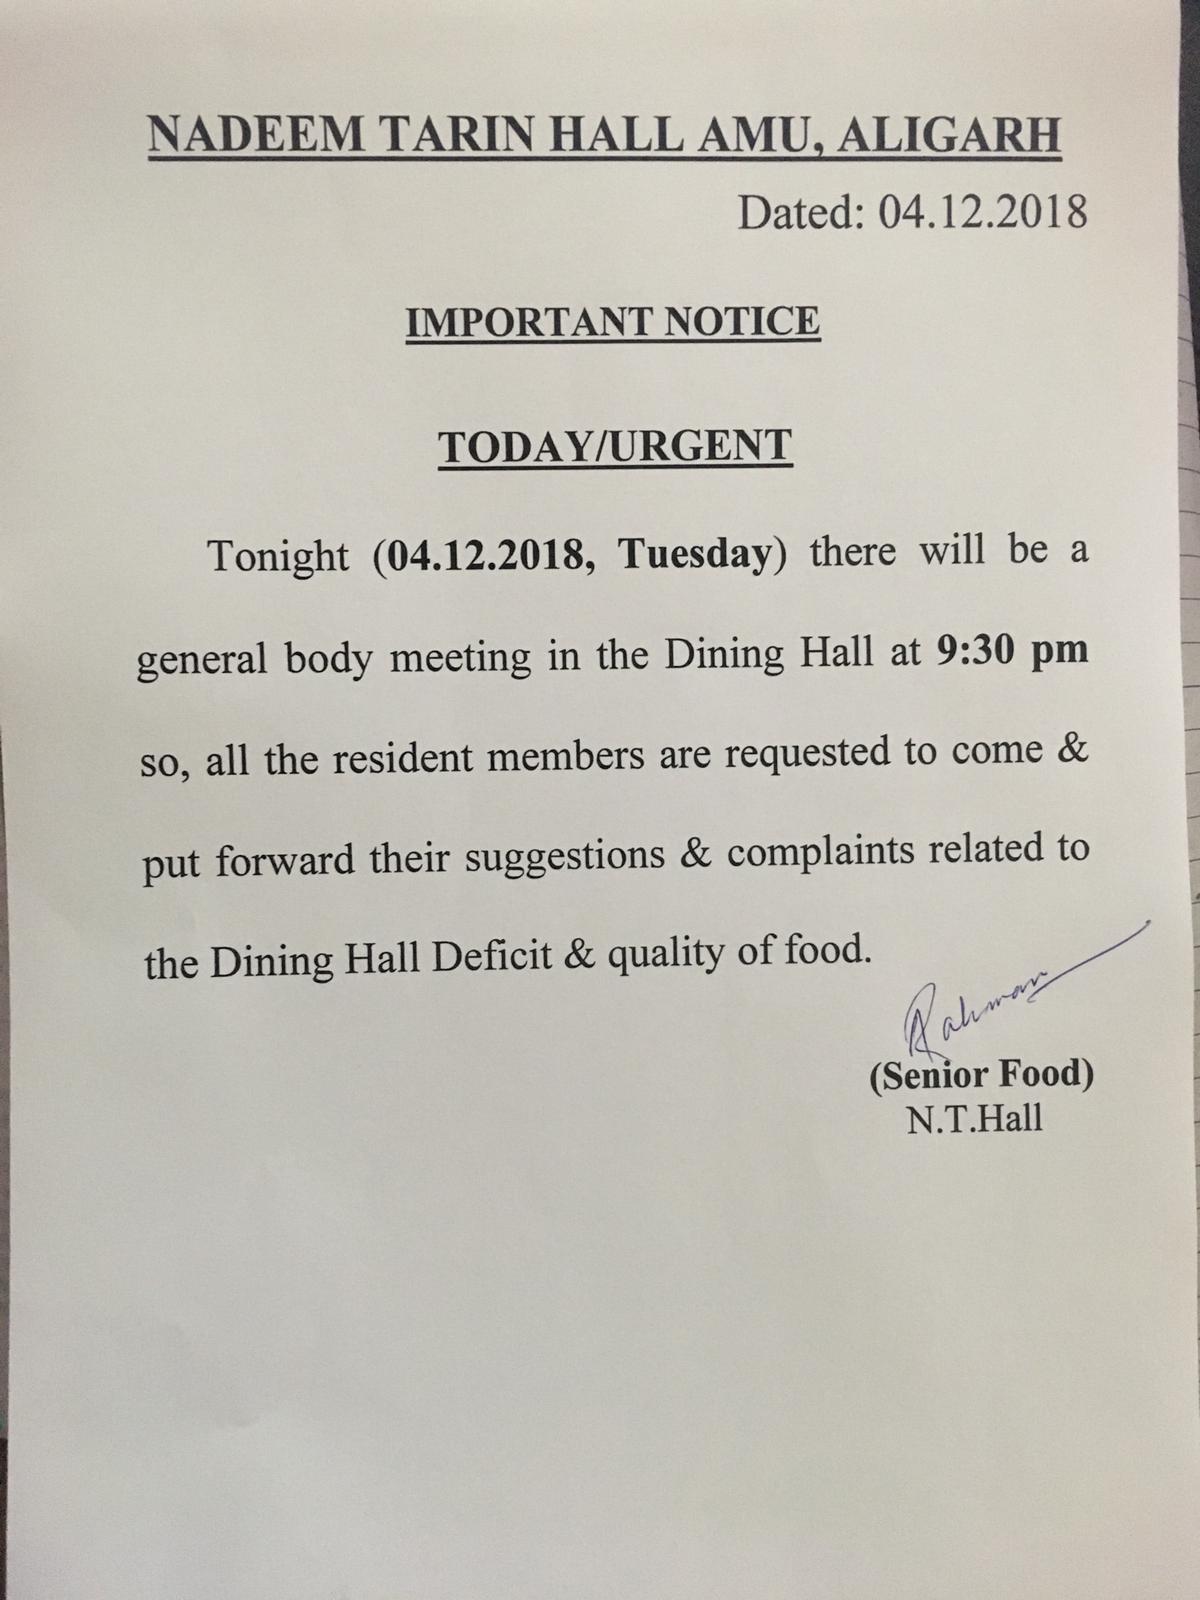 NADEEM TARIN HALL AMU, ALIGARH
Dated: 04.12.2018
IMPORTANT NOTICE
TODAY/URGENT
Tonight (04.12.2018, Tuesday) there will be a
general body meeting in the Dining Hall at 9:30 pm
so, all the resident members are requested to come &
put forward their suggestions & complaints related to
the Dining Hall Deficit & quality of food.
Rahman
(Senior Food)
N.T.Hall